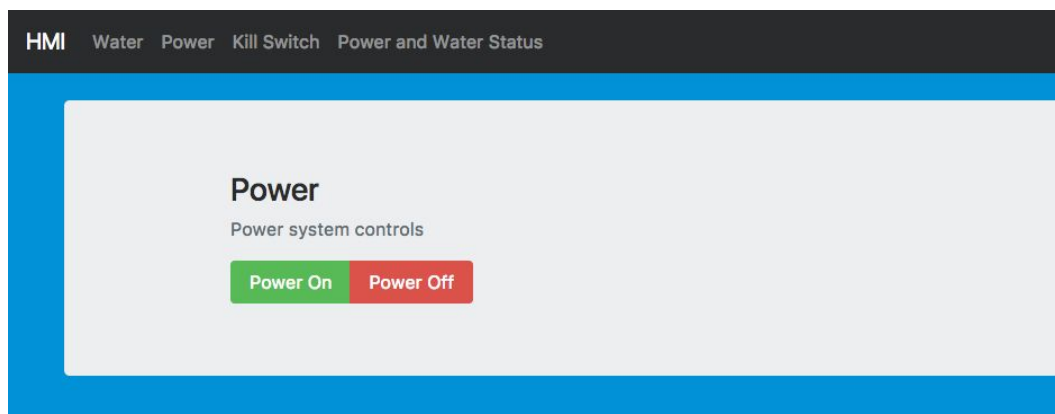 HMI Water Power Kill Switch Power and Water Status
Power
Power system controls
Power On Power Off